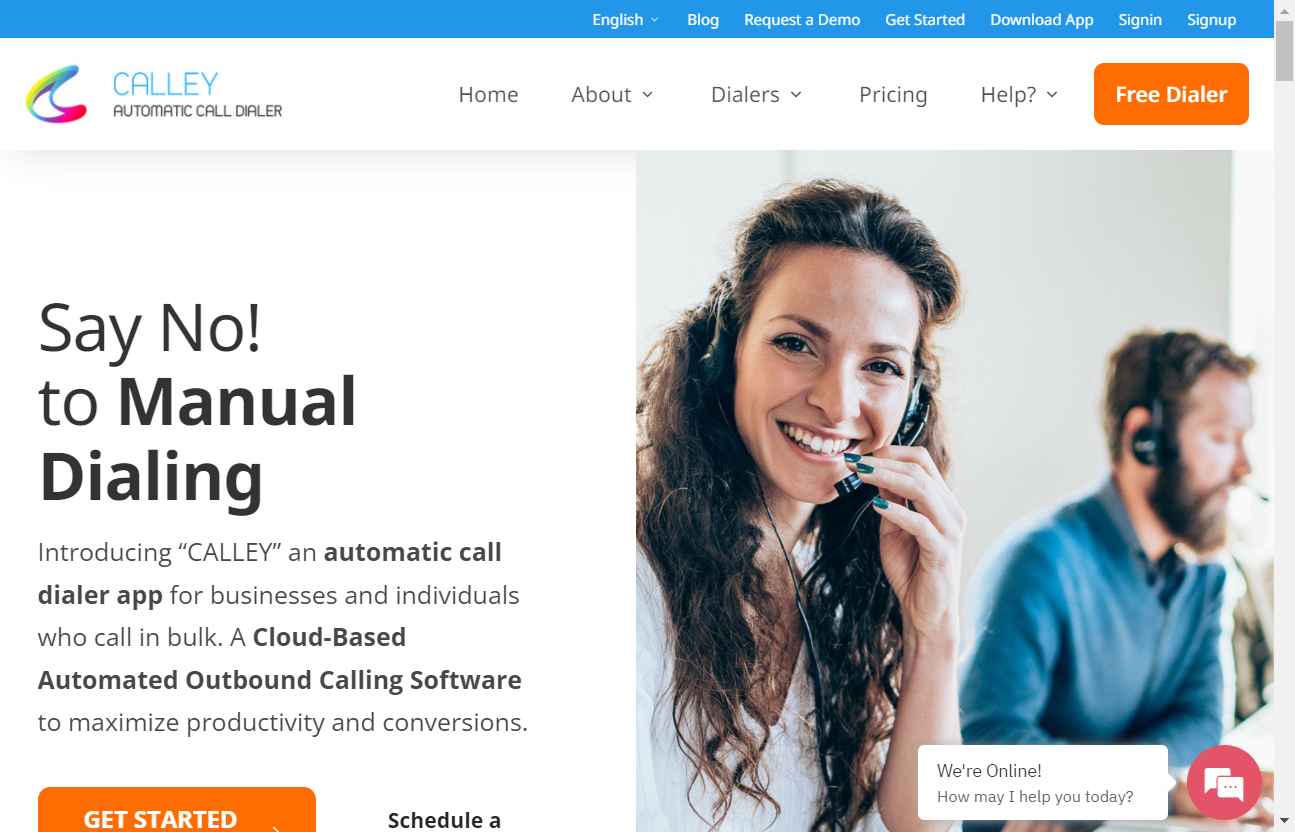 English Blog Request a Demo Get Started Download App Signin Signup
CALLEY
AUTOMATIC CALL DIALER
Home About Dialers Pricing Help? Free Dialer
Say No!
to Manual
Dialing
Introducing “CALLEY” an automatic call
dialer app for businesses and individuals
who call in bulk. A Cloud-Based
Automated Outbound Calling Software
to maximize productivity and conversions.
GET STARTED
Schedule a
We're Online!
How may I help you today?